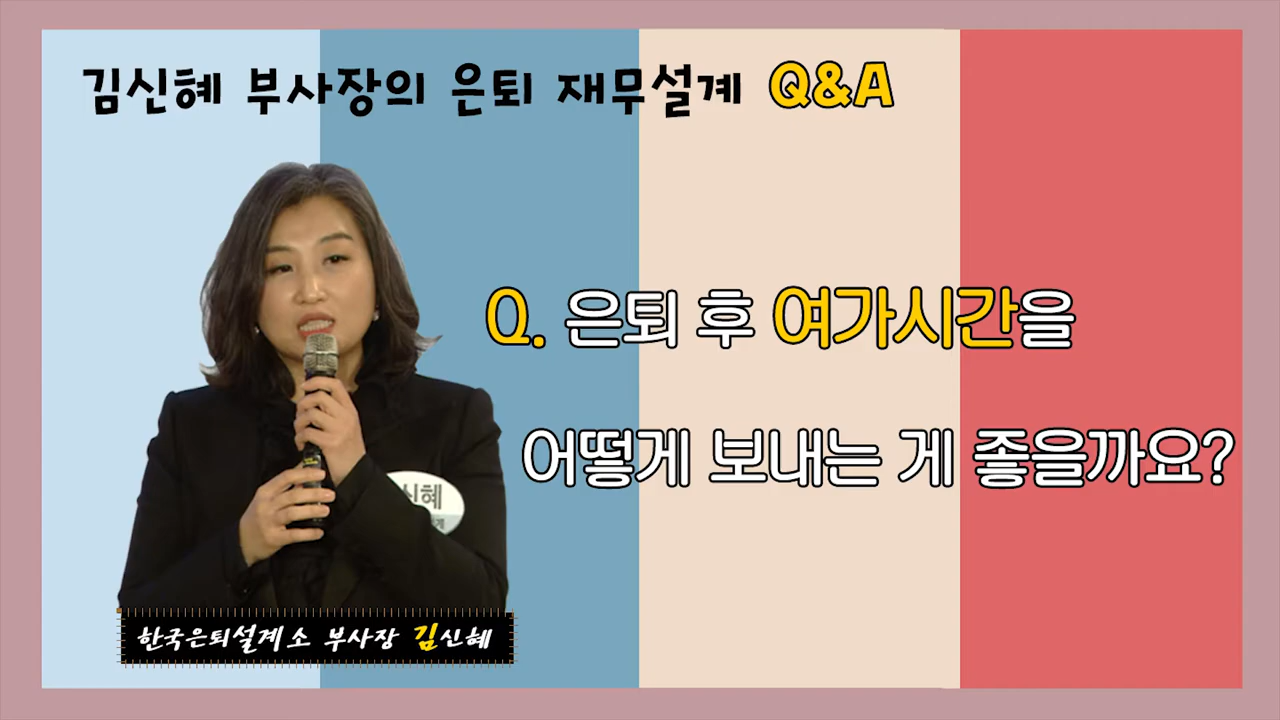 김신혜 부사장의 은퇴 재무설계 Q&A
Q. 은퇴 후 여가시간을
어떻게 보내는 게 좋을까요?
신혜
한국은퇴설계소 부사장 김신혜